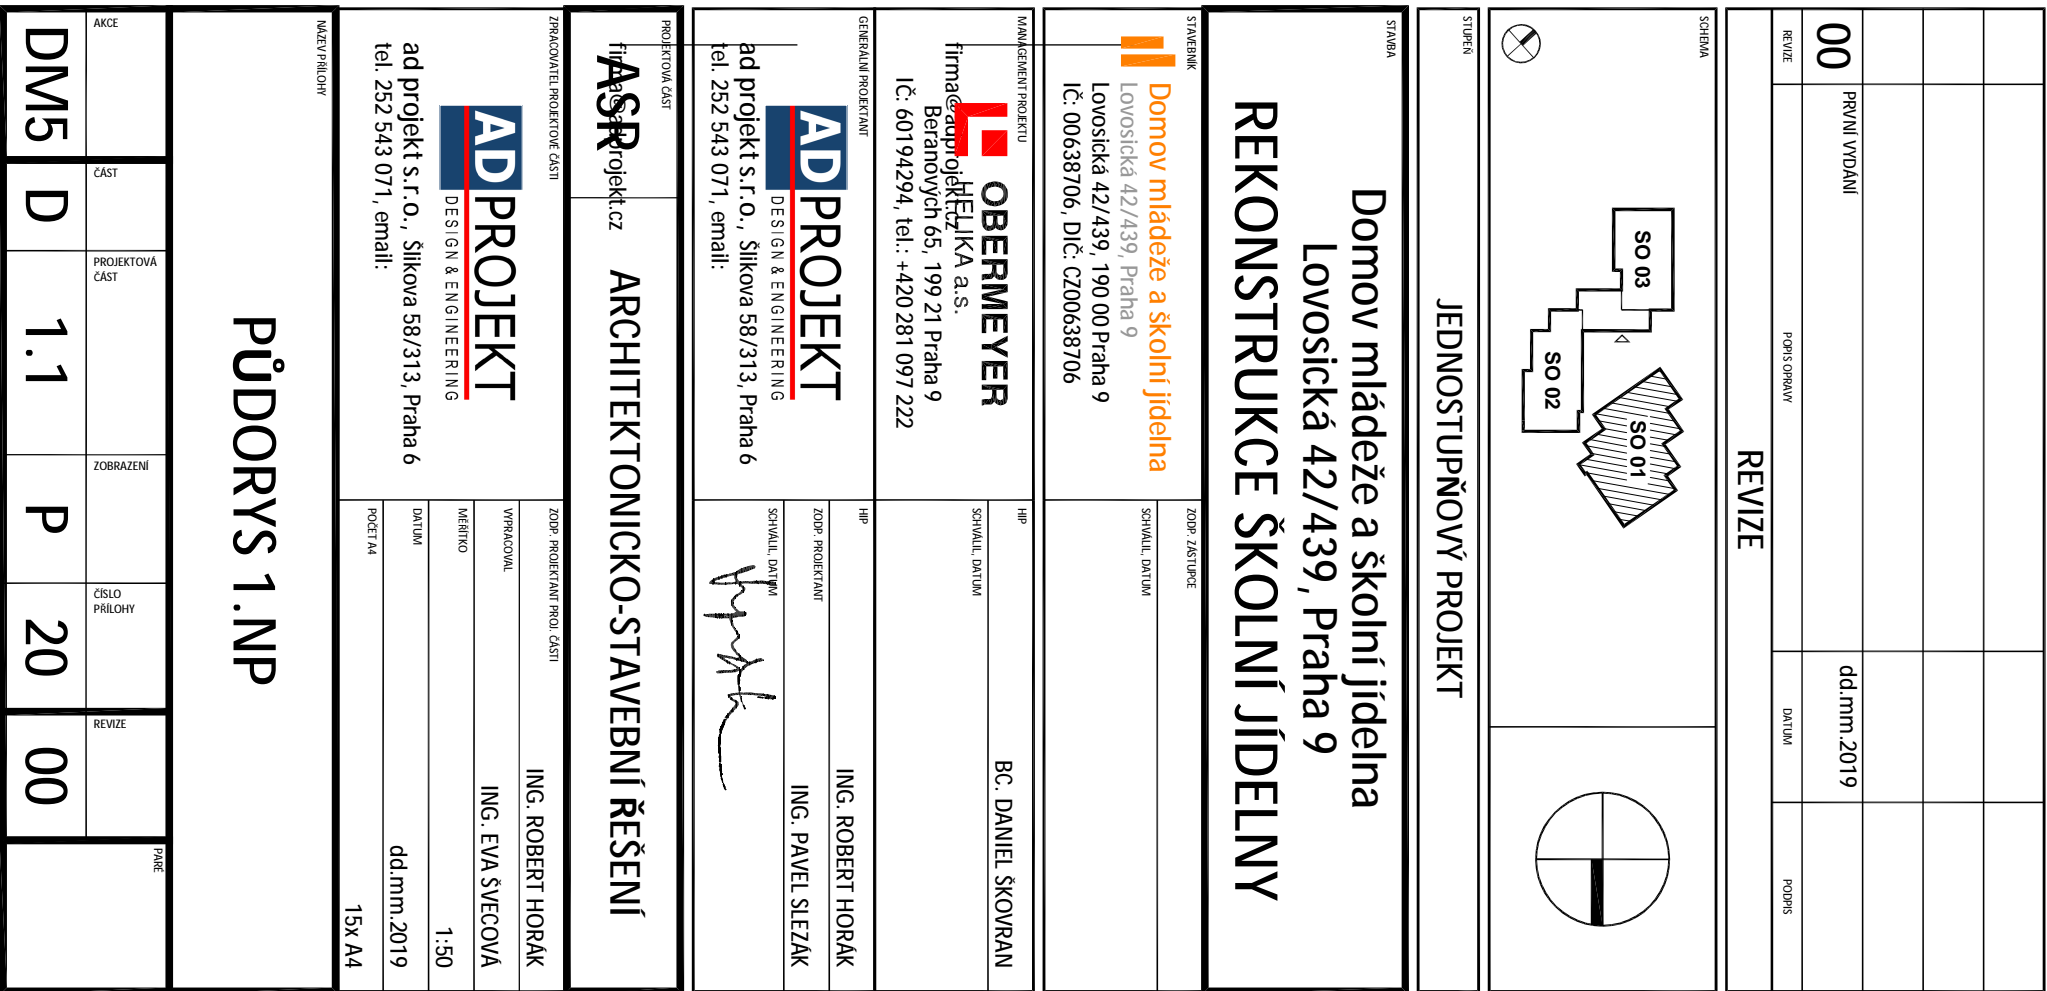 REVIZE
REVIZE POPIS OPRAVY DATUM PODPIS
00 PRVNÍ VYDÁNÍ dd.mm.2019
SCHEMA
SO 03
SO 02
SO 01
STUPEŇ
JEDNOSTUPŇOVÝ PROJEKT
STAVBA
Domov mládeže a školní jídelna
Lovosická 42/439, Praha 9
REKONSTRUKCE ŠKOLNÍ JÍDELNY
STAVEBNÍK
Domov mládeže a školní jídelna
Lovosická 42/439, Praha 9
Lovosická 42/439, 190 00 Praha 9
IČ: 00638706, DIČ: CZ00638706
ZODP. ZÁSTUPCE
SCHVÁLIL, DATUM
MANAGEMENT PROJEKTU
OBERMEYER
HELIKA a.s.
Beranových 65, 199 21 Praha 9
IČ: 60194294, tel.: +420 281 097 222
HIP
BC. DANIEL ŠKOVRAN
SCHVÁLIL, DATUM
GENERÁLNÍ PROJEKTANT
ADPROJEKT
DESIGN & ENGINEERING
ad projekt s.r.o., Šlikova 58/313, Praha 6
tel. 252 543 071, email:
firma@adprojekt.cz
HIP
ING. ROBERT HORÁK
ZODP. PROJEKTANT
ING. PAVEL SLEZÁK
SCHVÁLIL, DATUM
PROJEKTOVÁ ČÁST
ASR
ARCHITEKTONICKO-STAVEBNÍ ŘEŠENÍ
ZPRACOVATEL PROJEKTOVÉ ČÁSTI
ADPROJEKT
DESIGN & ENGINEERING
ad projekt s.r.o., Šlikova 58/313, Praha 6
tel. 252 543 071, email:
firma@adprojekt.cz
ZODP. PROJEKTANT PROJ. ČÁSTI
ING. ROBERT HORÁK
VYPRACOVAL
ING. EVA ŠVECOVÁ
MĚŘÍTKO
1:50
DATUM
dd.mm.2019
POČET A4
15x A4
NÁZEV PŘÍLOHY
PŮDORYS 1.NP
AKCE
DM5
ČÁST
D
PROJEKTOVÁ
ČÁST
1.1
ZOBRAZENÍ
P
ČÍSLO
PŘÍLOHY
20
REVIZE
00
PARÉ